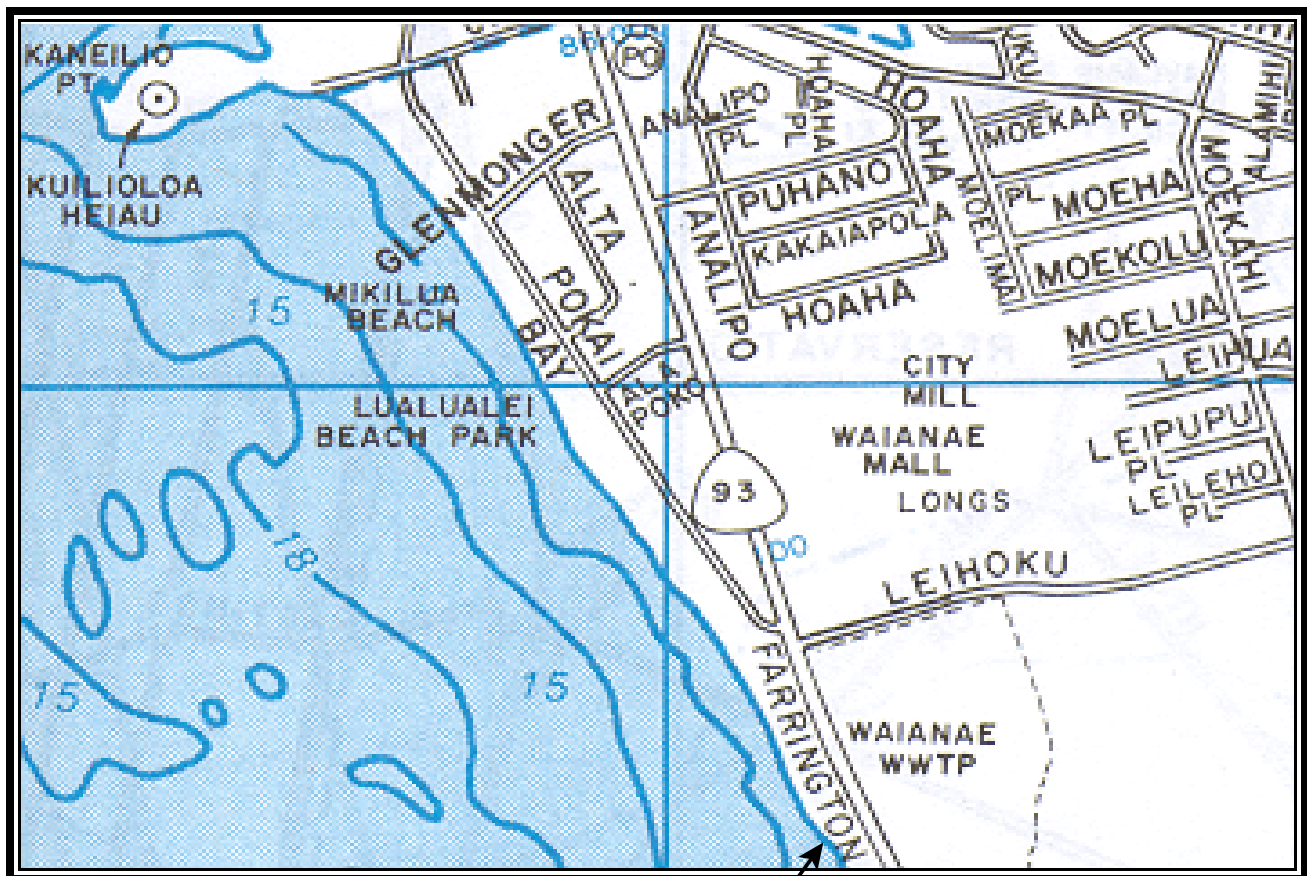 KANEILIO
PT
KUILIOLOA
HEIAU
PO
GLENMONGER
ALTA
ANALIPO
PL
HOAHA
PL
HOAHA
PUHANO
KAKAIAPOLA
HOAHA
ANALIPO
MOEKAA PL
MOELIMA
PL
MOEHA
MOEKOLU
MOEKAHI
ALAMIHI
MOELUA
LEIHUA
MIKILUA
BEACH
15
POKAI
BAY
ALA
POKO
LUALUALEI
BEACH PARK
CITY
MILL
WAIANAE
MALL
LONGS
LEIPUPU
PL
LEILEHO
PL
93
00
18
LEIHOKU
15
15
FARRINGTON
WAIANAE
WWTP